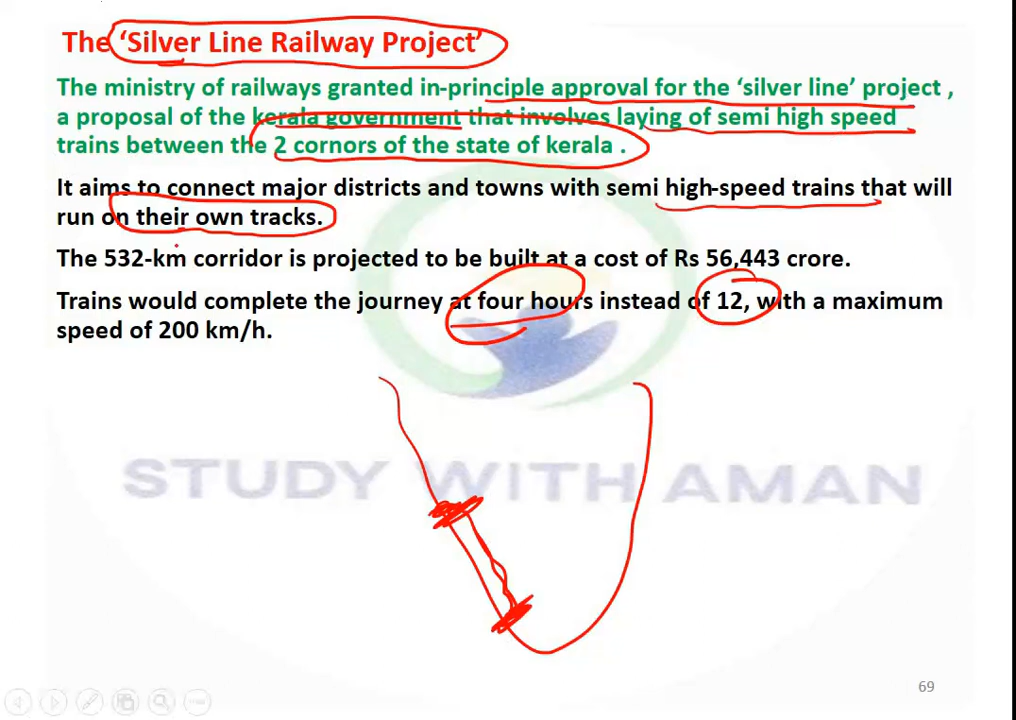 The ‘Silver Line Railway Project’
The ministry of railways granted in-principle approval for the ‘silver line’ project ,
a proposal of the kerala government that involves laying of semi high speed
trains between the 2 cornors of the state of kerala .
It aims to connect major districts and towns with semi high-speed trains that will
run on their own tracks.
The 532-km corridor is projected to be built at a cost of Rs 56,443 crore.
Trains would complete the journey at four hours instead of 12, with a maximum
speed of 200 km/h.
STUDY WITH AMAN
69